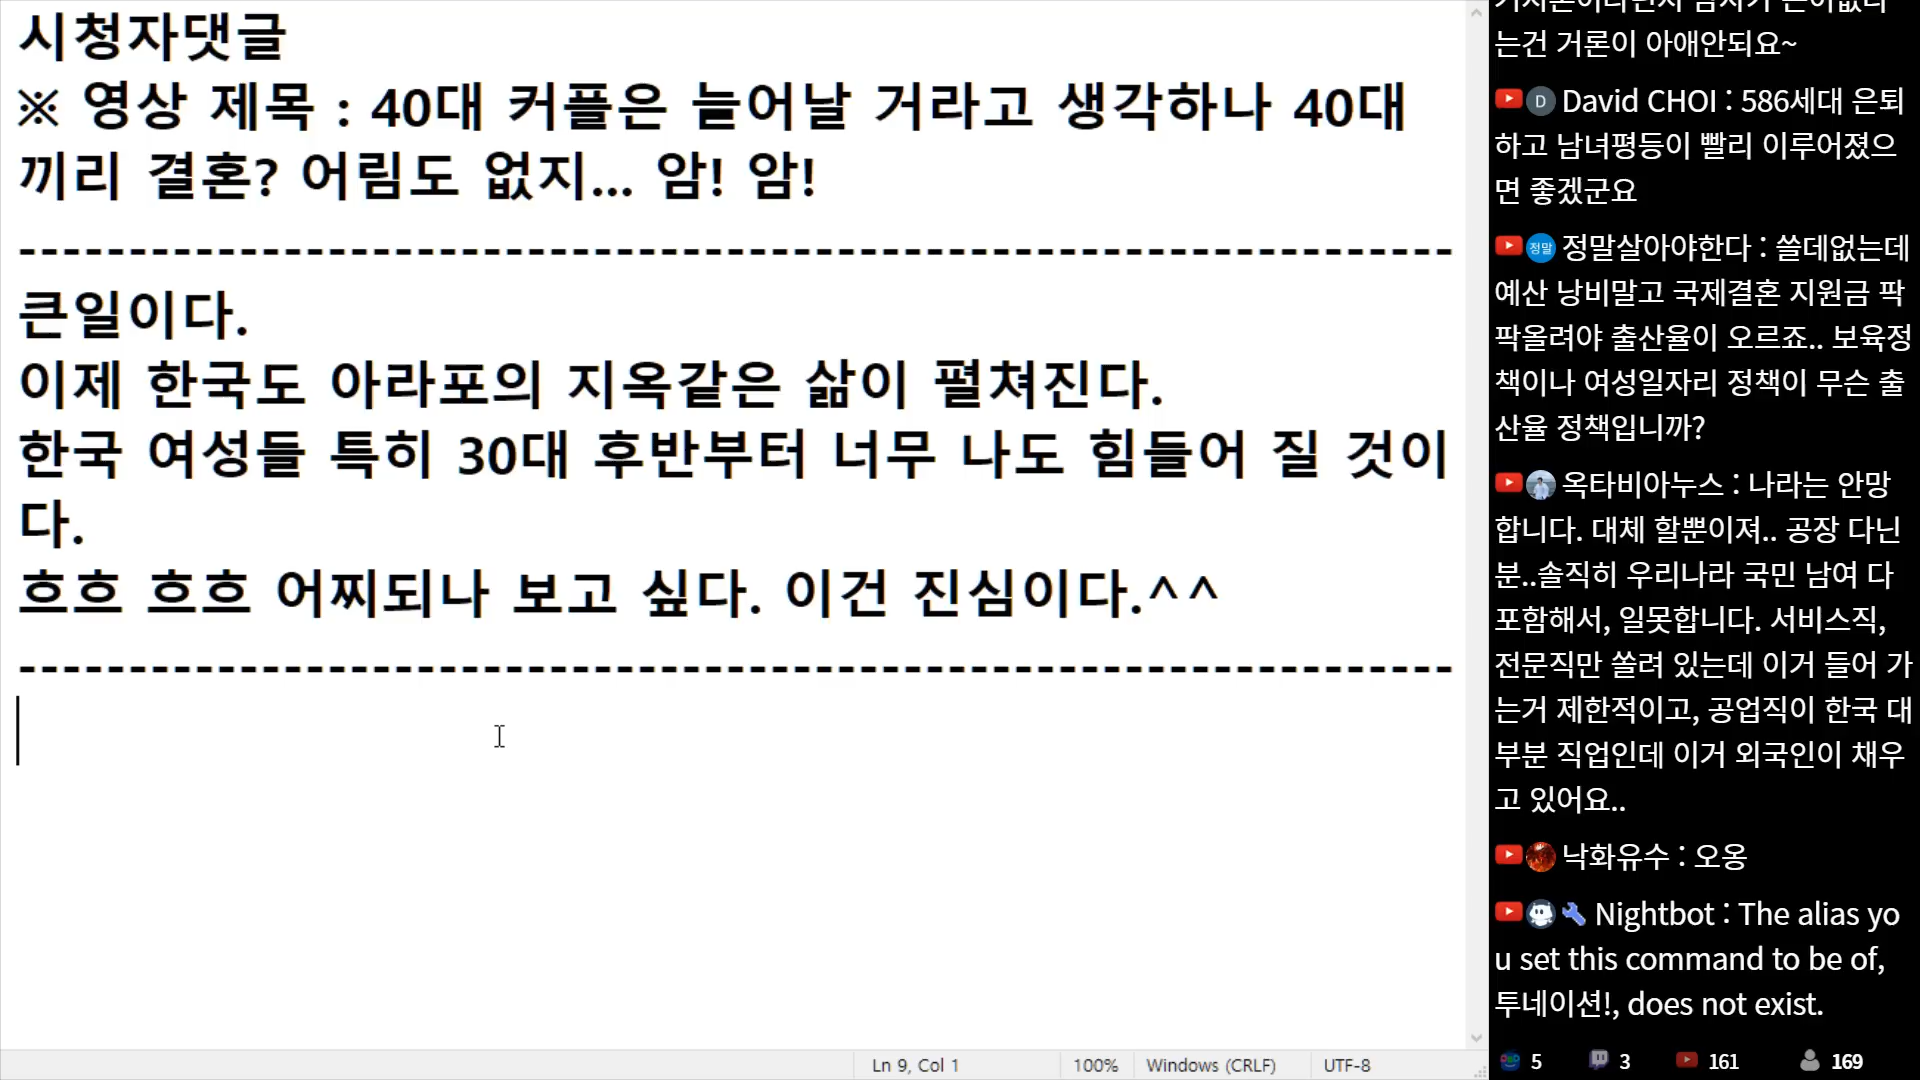 시청자댓글
※ 영상 제목 : 40대 커플은 늘어날 거라고 생각하나 40대
끼리 결혼? 어림도 없지... 암! 암!
-----------------------------------------------------------------
큰일이다.
이제 한국도 아라포의 지옥같은 삶이 펼쳐진다.
한국 여성들 특히 30대 후반부터 너무 나도 힘들어 질 것이
다.
흐흐 흐흐 어찌되나 보고 싶다. 이건 진심이다.^^
-----------------------------------------------------------------
Ln 9, Col 1
100%
Windows (CRLF)
UTF-8
는건 거론이 아애안되요~
D David CHOI : 586세대 은퇴
하고 남녀평등이 빨리 이루어졌으
면 좋겠군요
정말 정말살아야한다 : 쓸데없는데
예산 낭비말고 국제결혼 지원금 팍
팍올려야 출산율이 오르죠.. 보육정
책이나 여성일자리 정책이 무슨 출
산율 정책입니까?
옥타비아누스 : 나라는 안망
합니다. 대체 할뿐이져.. 공장 다닌
분..솔직히 우리나라 국민 남여 다
포함해서, 일못합니다. 서비스직,
전문직만 쏠려 있는데 이거 들어 가
는거 제한적이고, 공업직이 한국 대
부분 직업인데 이거 외국인이 채우
고 있어요..
낙화유수 : 오옹
Nightbot : The alias yo
u set this command to be of,
투네이션!, does not exist.
5 3 161 169